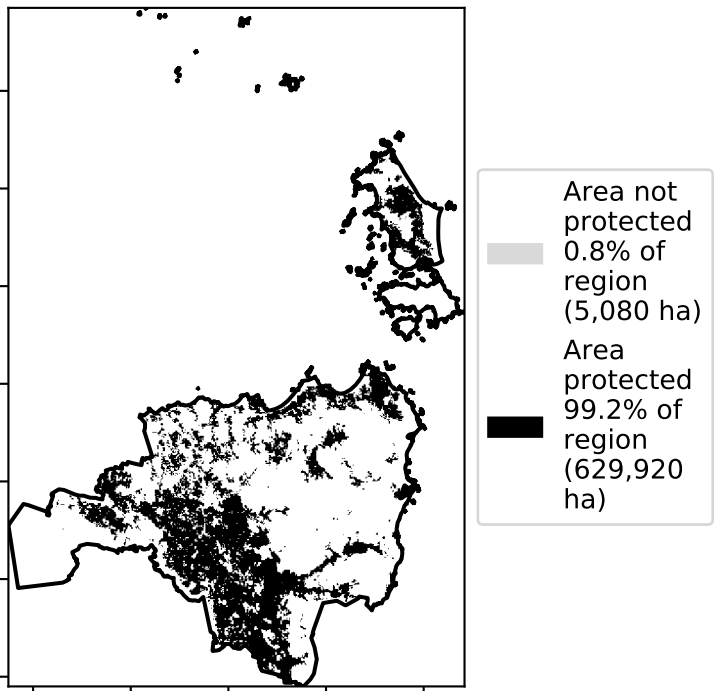 Area not
protected
0.8% of
region
(5,080 ha)
Area
protected
99.2% of
region
(629,920
ha)